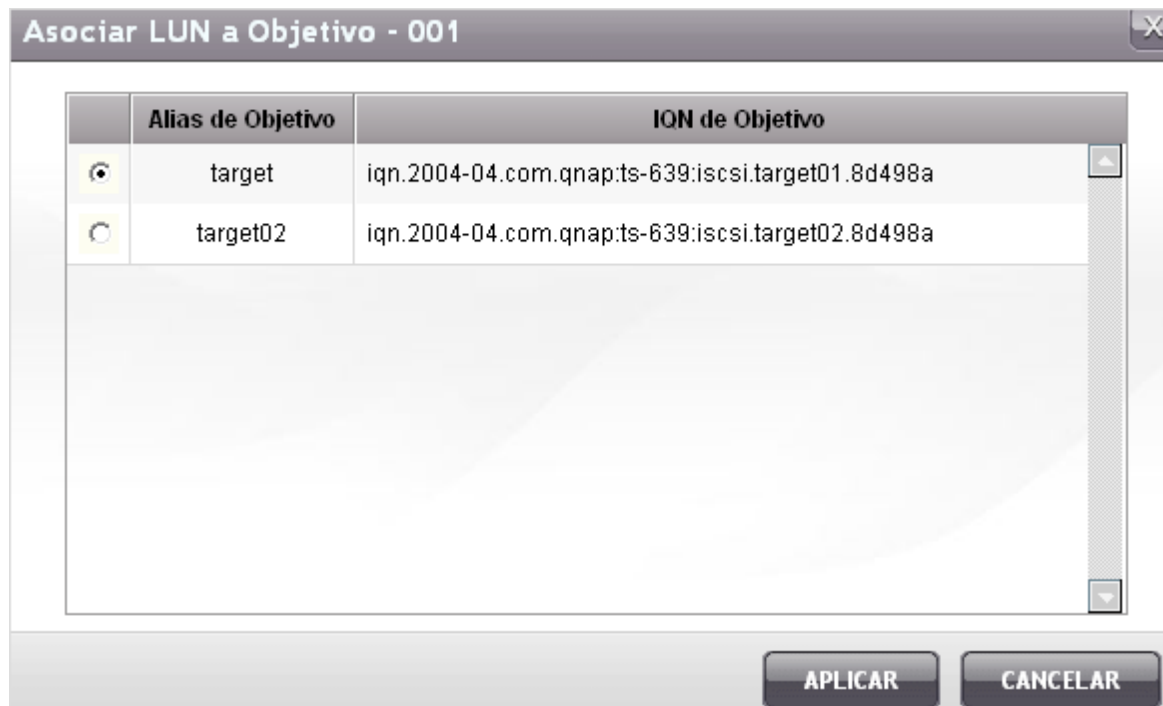 Asociar LUN a Objetivo - 001
X
Alias de Objetivo IQN de Objetivo
target iqn.2004-04.com.qnap:ts-639:iscsi.target01.8d498a
target02 iqn.2004-04.com.qnap:ts-639:iscsi.target02.8d498a
APLICAR CANCELAR